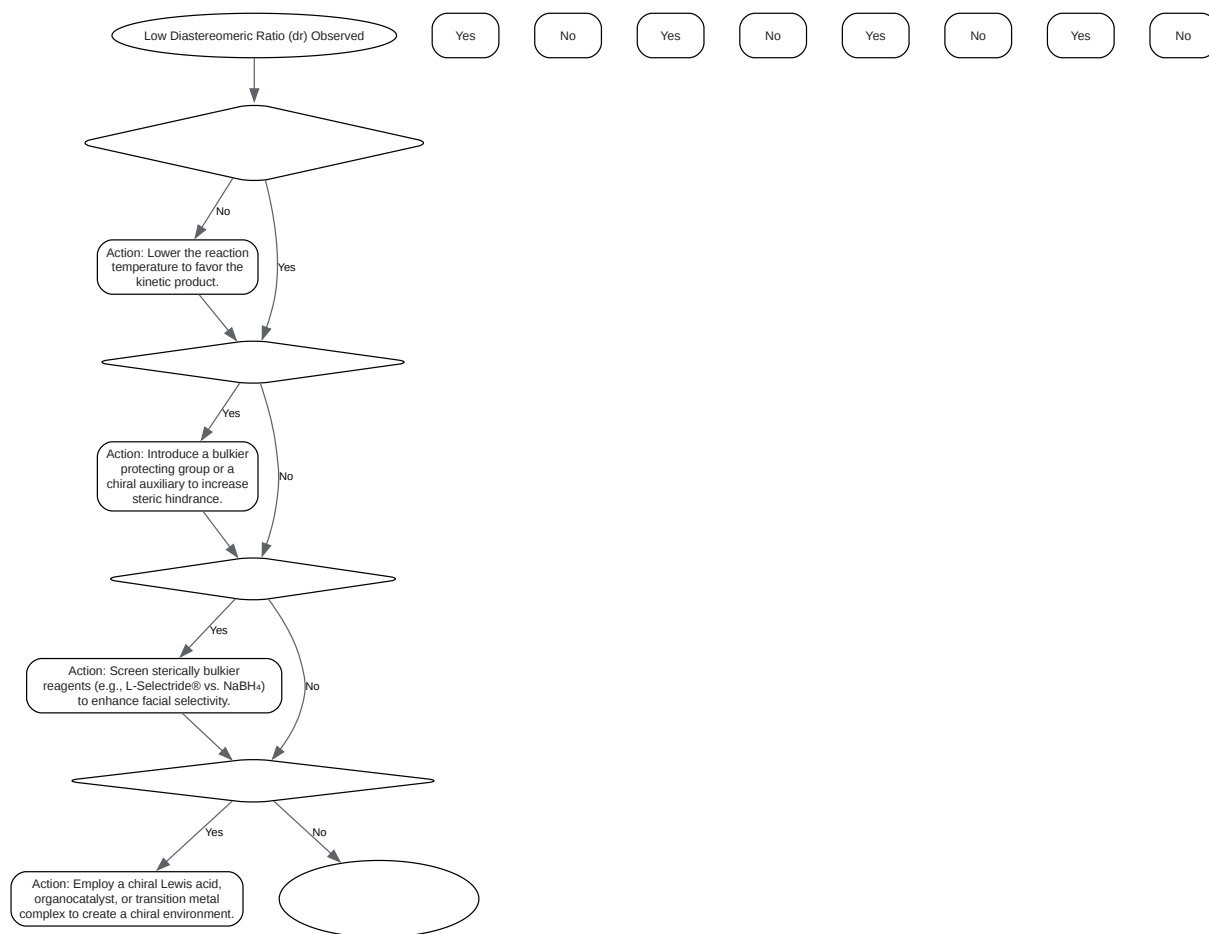 Low Diastereomeric Ratio (dr) Observed
Yes
No
Yes
No
Yes
No
Yes
No
No
Action: Lower the reaction
temperature to favor the
kinetic product.
Yes
Yes
Action: Introduce a bulkier
protecting group or a
chiral auxiliary to increase
steric hindrance.
No
Yes
Action: Screen sterically bulkier
reagents (e.g., L-Selectride® vs. NaBH₄)
to enhance facial selectivity.
No
Yes
No
Action: Employ a chiral Lewis acid,
organocatalyst, or transition metal
complex to create a chiral environment.